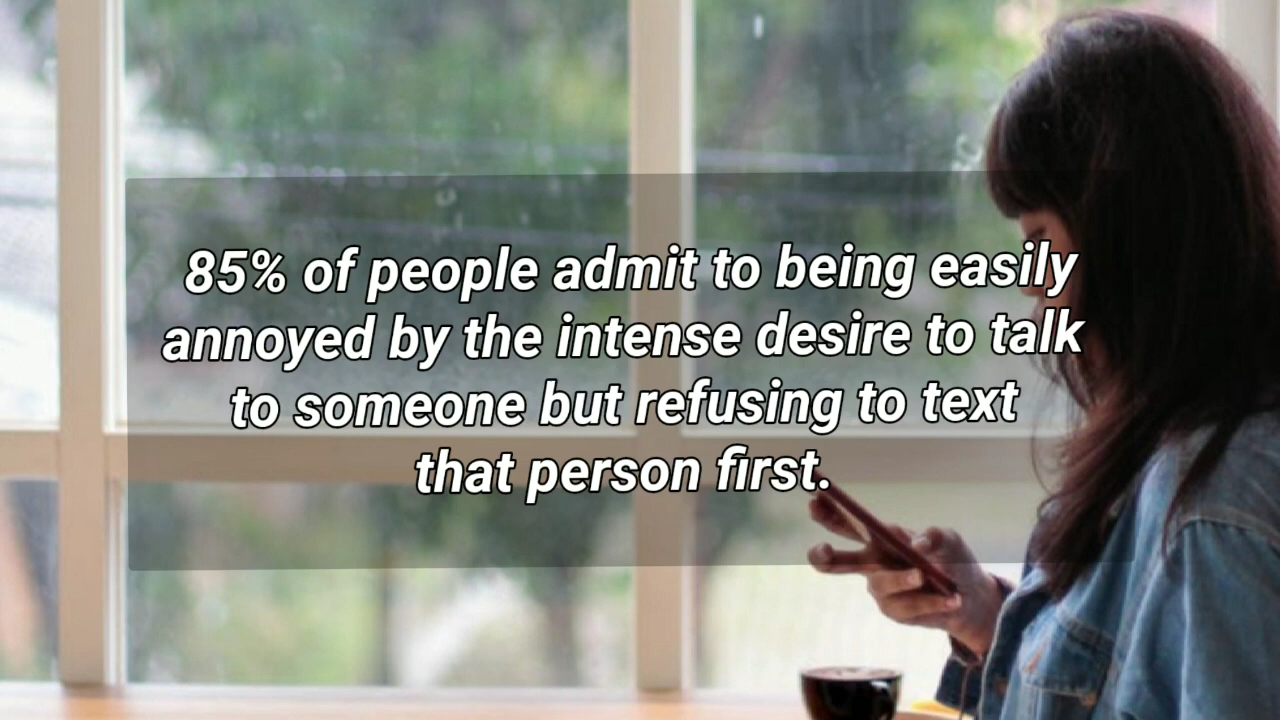 85% of people admit to being easily
annoyed by the intense desire to talk
to someone but refusing to text
that person first.